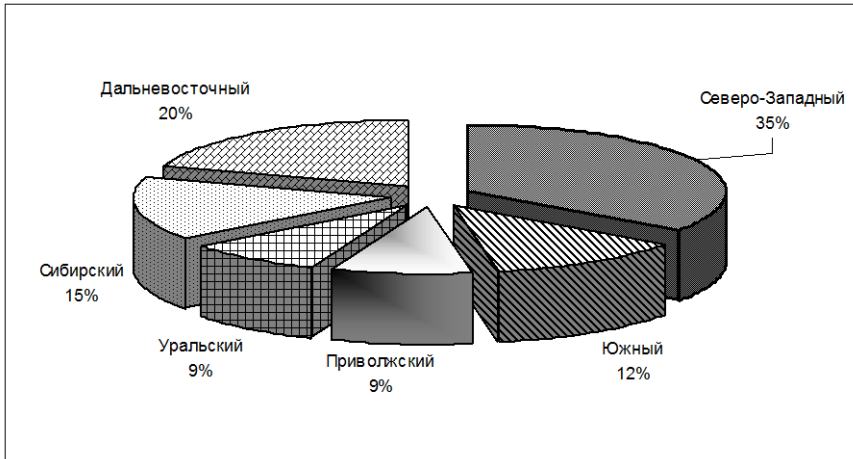 Дальневосточный
20%
Северо-Западный
35%
Сибирский
15%
Уральский
9%
Приволжский
9%
Южный
12%